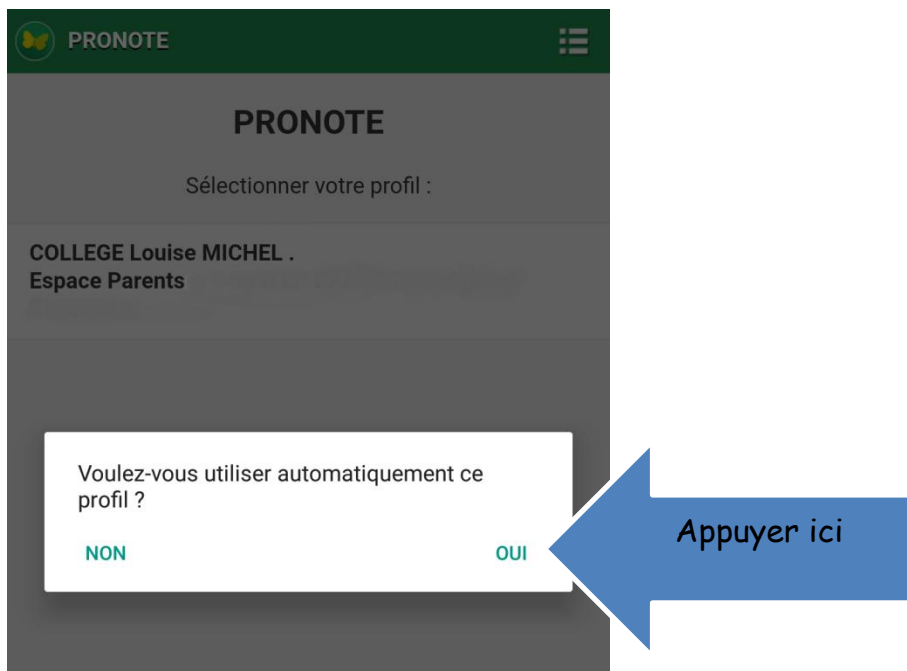 PRONOTE
PRONOTE
Sélectionner votre profil :
COLLEGE Louise MICHEL .
Espace Parents
Voulez-vous utiliser automatiquement ce
profil ?
NON
OUI
Appuyer ici